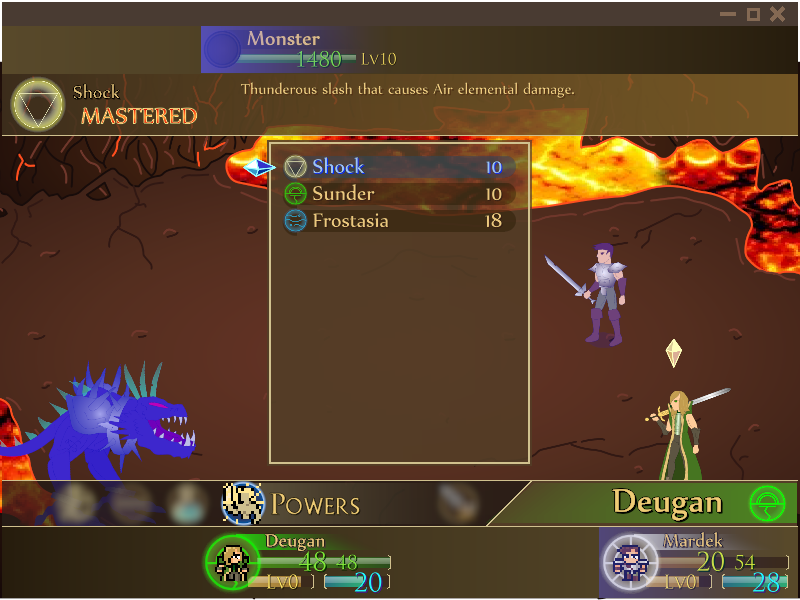 Monster
1480 Lv10
Shock
MASTERED
Thunderous slash that causes Air elemental damage.
Shock 10
Sunder 10
Frostasia 18
POWERS
Deugan
Deugan
48 48
Lv0 20
Mardek
20 54
Lv0 28